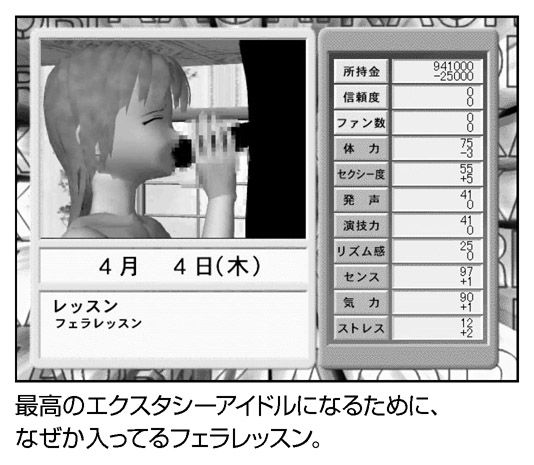 4月 4日(木)
レッスン
フェラレッスン
所持金 941000
-25000
信頼度 0
0
ファン数 0
0
体 力 75
-3
セクシー度 55
+5
発 声 41
0
演技力 41
0
リズム感 25
0
センス 97
+1
気 力 90
+1
ストレス 12
+2
最高のエクスタシーアイドルになるために、
なぜか入ってるフェラレッスン。